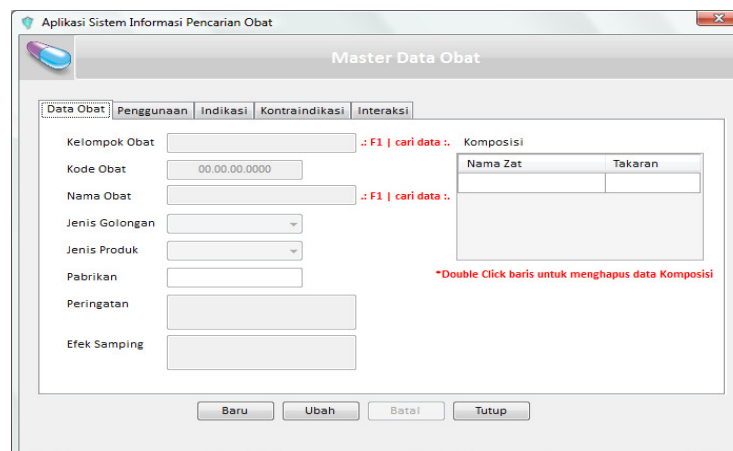 Aplikasi Sistem Informasi Pencarian Obat
Master Data Obat
Data Obat Penggunaan Indikasi Kontraindikasi Interaksi
Kelompok Obat .: F1 | cari data :. Komposisi
Kode Obat 00.00.00.0000 Nama Zat Takaran
Nama Obat .: F1 | cari data :.
Jenis Golongan
Jenis Produk
Pabrikan *Double Click baris untuk menghapus data Komposisi
Peringatan
Efek Samping
Baru Ubah Batal Tutup